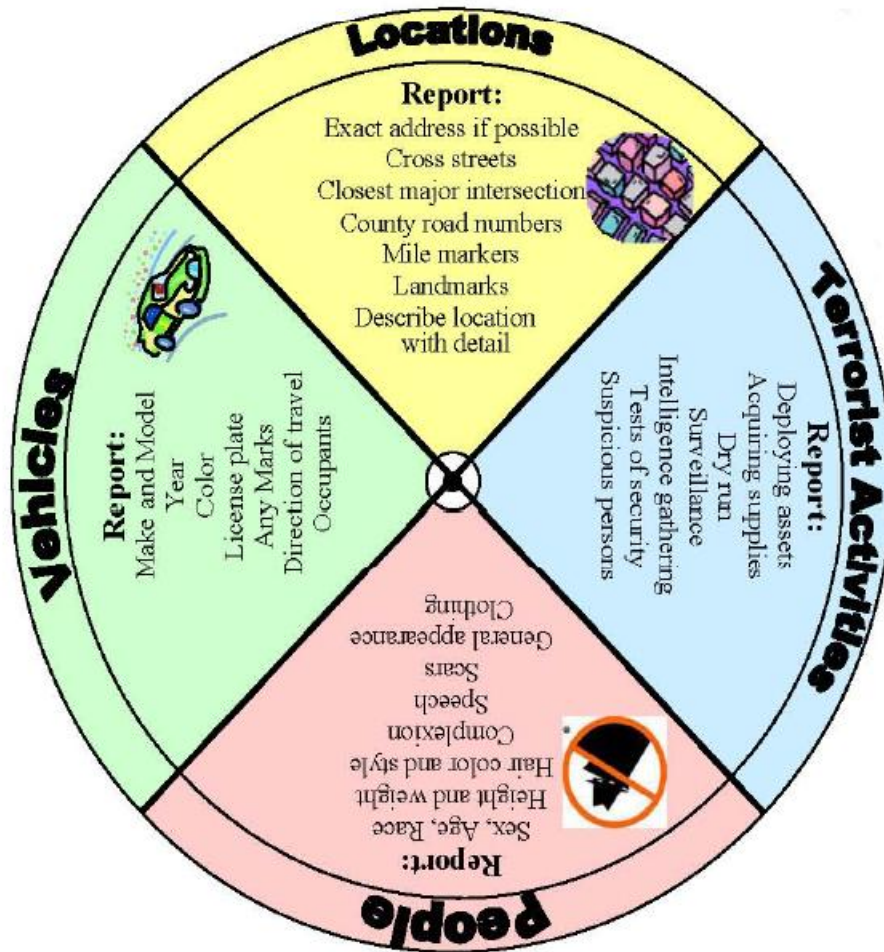 Locations
Report:
Exact address if possible
Cross streets
Closest major intersection
County road numbers
Mile markers
Landmarks
Describe location
with detail
Terrorist Activities
Report:
Deploying assets
Acquiring supplies
Dry run
Surveillance
Intelligence gathering
Tests of security
Suspicious persons
People
Report:
Sex, Age, Race
Height and weight
Hair color and style
Complexion
Speech
Scars
General appearance
Clothing
Vehicles
Report:
Make and Model
Year
Color
License plate
Any Marks
Direction of travel
Occupants